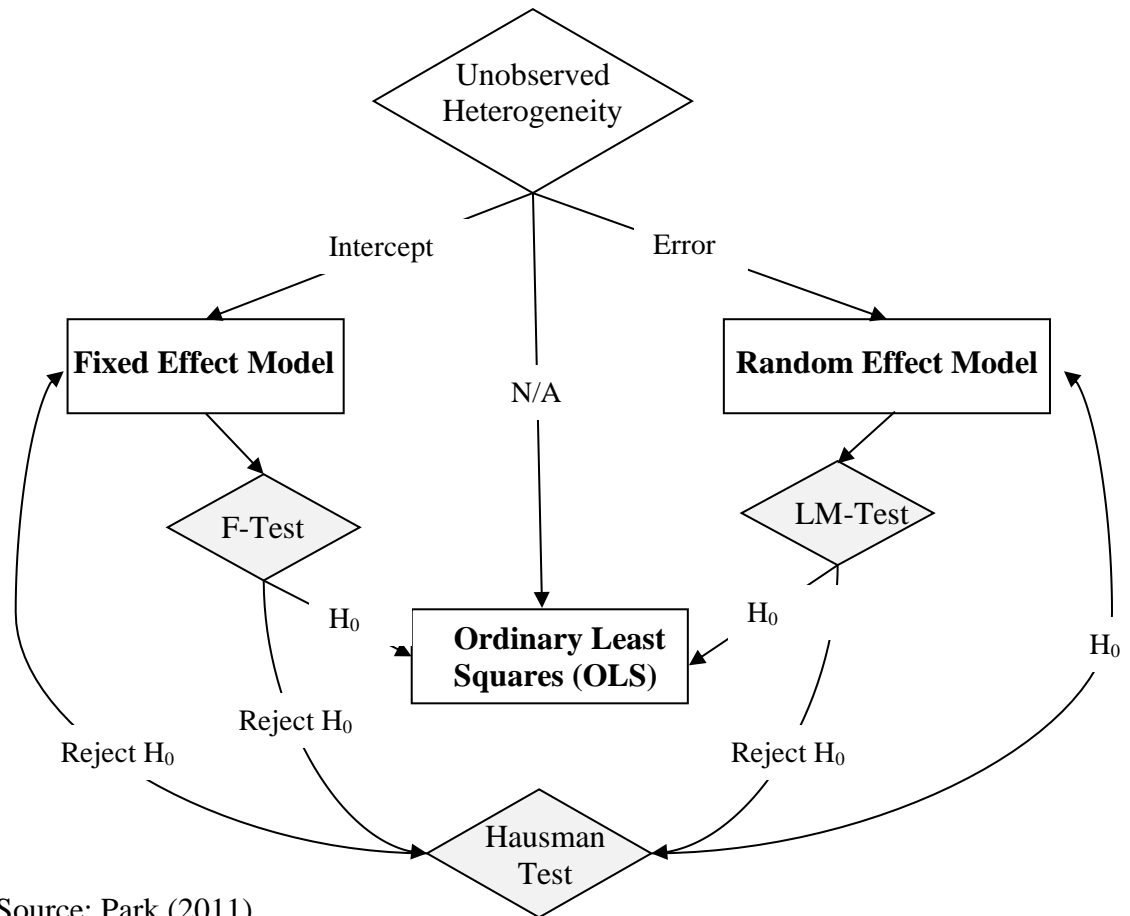 Unobserved
Heterogeneity
Intercept
Error
Fixed Effect Model
Random Effect Model
N/A
F-Test
LM-Test
H₀
H₀
Ordinary Least
Squares (OLS)
H₀
Reject H₀
Reject H₀
Reject H₀
Hausman
Test
Source: Park (2011)